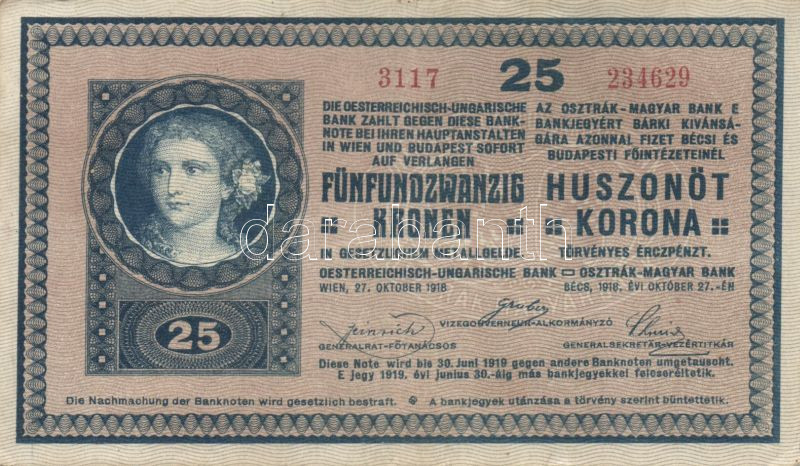 3117 25 234629
DIE OESTERREICHISCH-UNGARISCHE
BANK ZAHLT GEGEN DIESE BANK-
NOTE BEI IHREN HAUPTANSTALTEN
IN WIEN UND BUDAPEST SOFORT
AUF VERLANGEN
FÜNFUNDZWANZIG
KRONEN
IN GESETZLICHEM METALLGELDE.
AZ OSZTRÁK-MAGYAR BANK E
BANKJEGYÉRT BÁRKI KIVÁNSÁ-
GÁRA AZONNAL FIZET BÉCSI ÉS
BUDAPESTI FŐINTÉZETEINÉL
HUSZONÖT
KORONA
TÖRVÉNYES ÉRCZPÉNZT.
OESTERREICHISCH-UNGARISCHE BANK OSZTRÁK-MAGYAR BANK
WIEN, 27. OKTOBER 1918 BÉCS, 1918. ÉVI OKTÓBER 27.-ÉN
25
Gruber
VIZEGOUVERNEUR-ALKORMÁNYZÓ
GENERALRAT-FŐTANÁCSOS
GENERALSEKRETÄR-VEZÉRTITKÁR
Diese Note wird bis 30. Juni 1919 gegen andere Banknoten umgetauscht.
E jegy 1919. évi junius 30.-áig más bankjegyekkel felcseréltetik.
Die Nachmachung der Banknoten wird gesetzlich bestraft. A bankjegyek utánzása a törvény szerint büntettetik.
darabanth